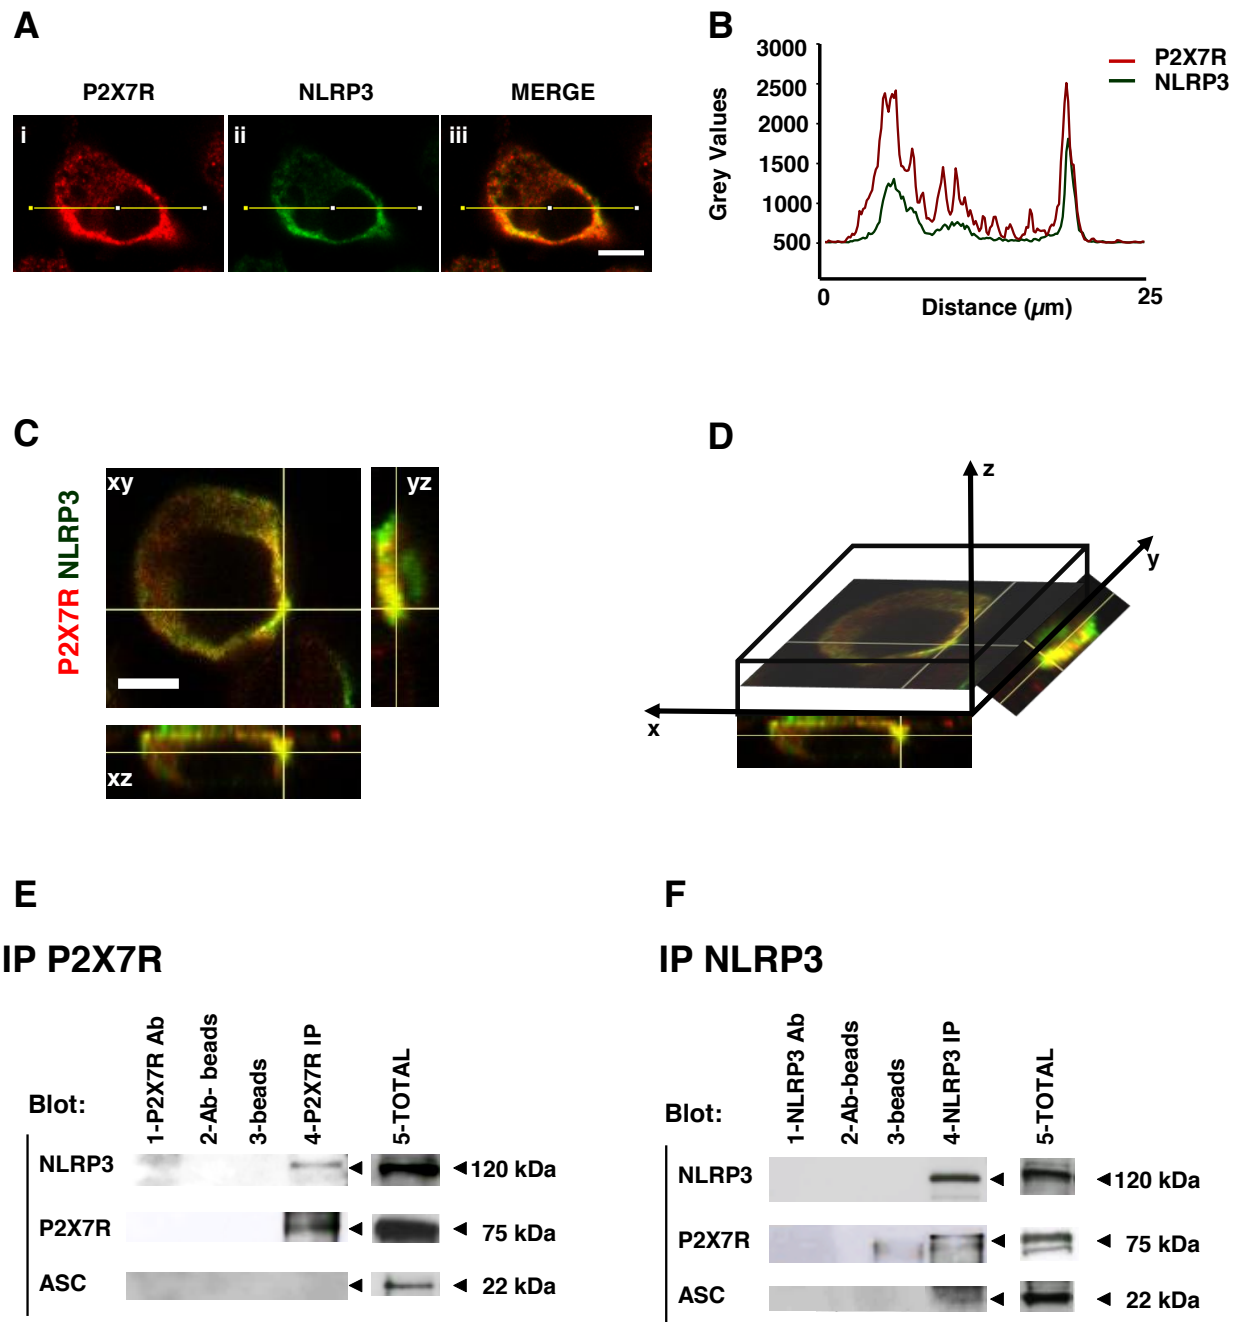 A
P2X7R NLRP3 MERGE
i ii iii
B
3000
2500
2000
1500
1000
500
Grey Values
0 25
Distance (µm)
P2X7R
NLRP3
C
P2X7R NLRP3
xy
yz
xz
D
z
y
x
E
IP P2X7R
Blot:
1-P2X7R Ab
2-Ab- beads
3-beads
4-P2X7R IP
5-TOTAL
NLRP3 120 kDa
P2X7R 75 kDa
ASC 22 kDa
F
IP NLRP3
Blot:
1-NLRP3 Ab
2-Ab-beads
3-beads
4-NLRP3 IP
5-TOTAL
NLRP3 120 kDa
P2X7R 75 kDa
ASC 22 kDa